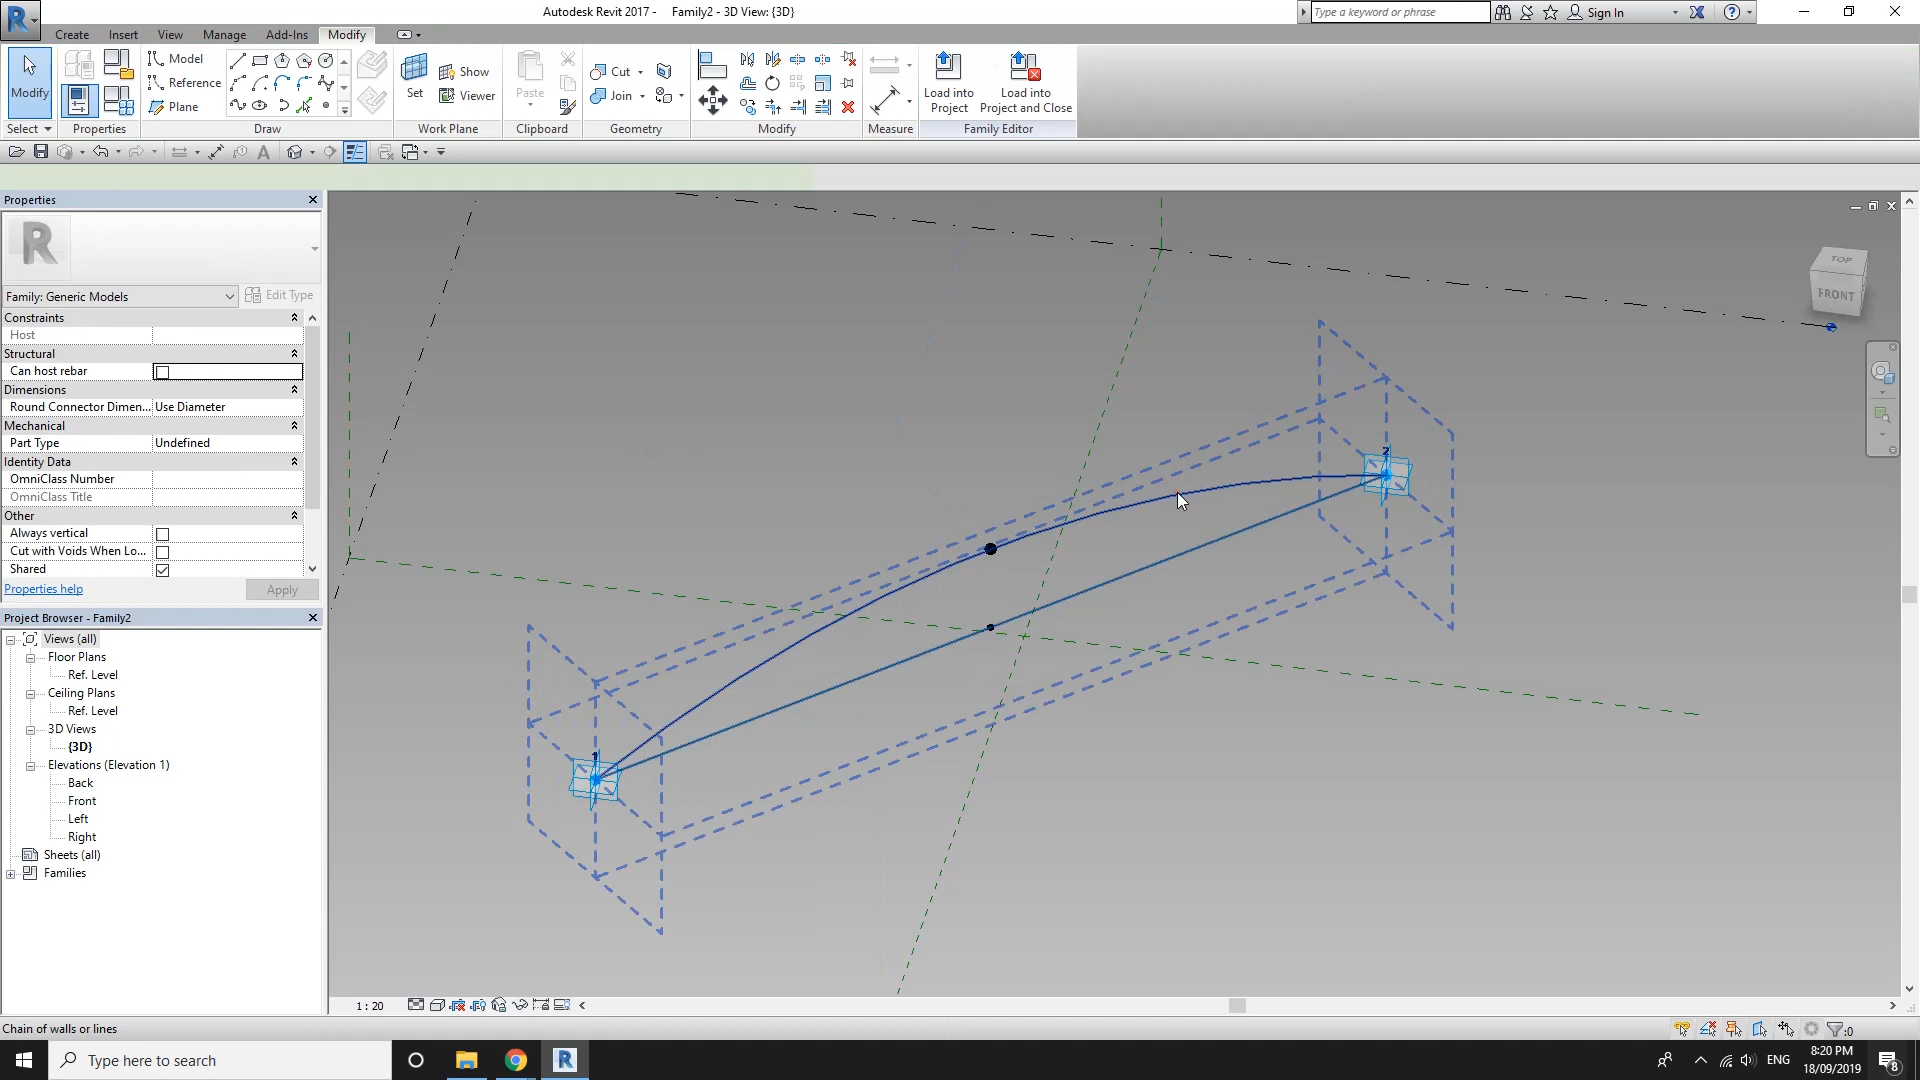 Autodesk Revit 2017 - Family2 - 3D View: {3D}
Type a keyword or phrase
Sign In
Create Insert View Manage Add-Ins Modify
Modify
Select
Properties
Model
Reference
Plane
Draw
Set
Show
Viewer
Work Plane
Paste
Clipboard
Cut
Join
Geometry
Modify
Measure
Load into
Project
Load into
Project and Close
Family Editor
Properties
Family: Generic Models
Edit Type
Constraints
Host
Structural
Can host rebar
Dimensions
Round Connector Dimen... Use Diameter
Mechanical
Part Type Undefined
Identity Data
OmniClass Number
OmniClass Title
Other
Always vertical
Cut with Voids When Lo...
Shared
Properties help
Apply
Project Browser - Family2
Views (all)
Floor Plans
Ref. Level
Ceiling Plans
Ref. Level
3D Views
{3D}
Elevations (Elevation 1)
Back
Front
Left
Right
Sheets (all)
Families
TOP
FRONT
2
1
1 : 20
Chain of walls or lines
:0
Type here to search
ENG
8:20 PM
18/09/2019
8